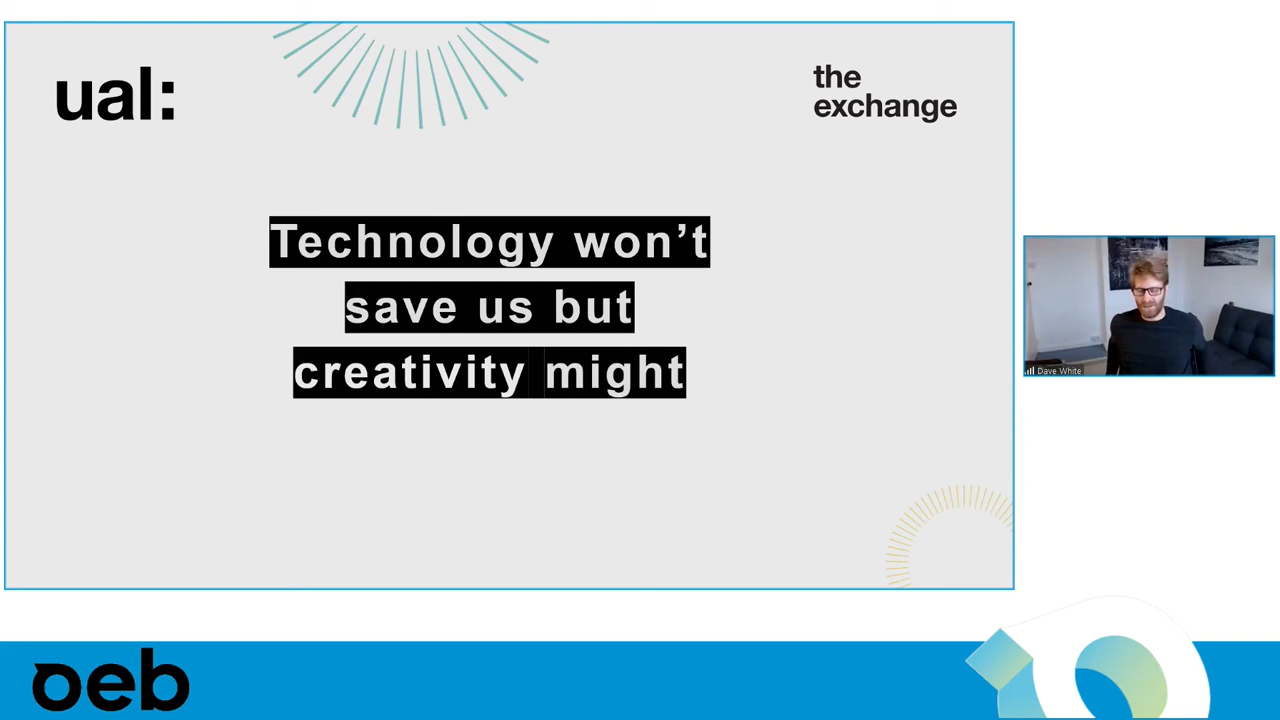 ual:
the
exchange
Technology won’t
save us but
creativity might
Dave White
oeb